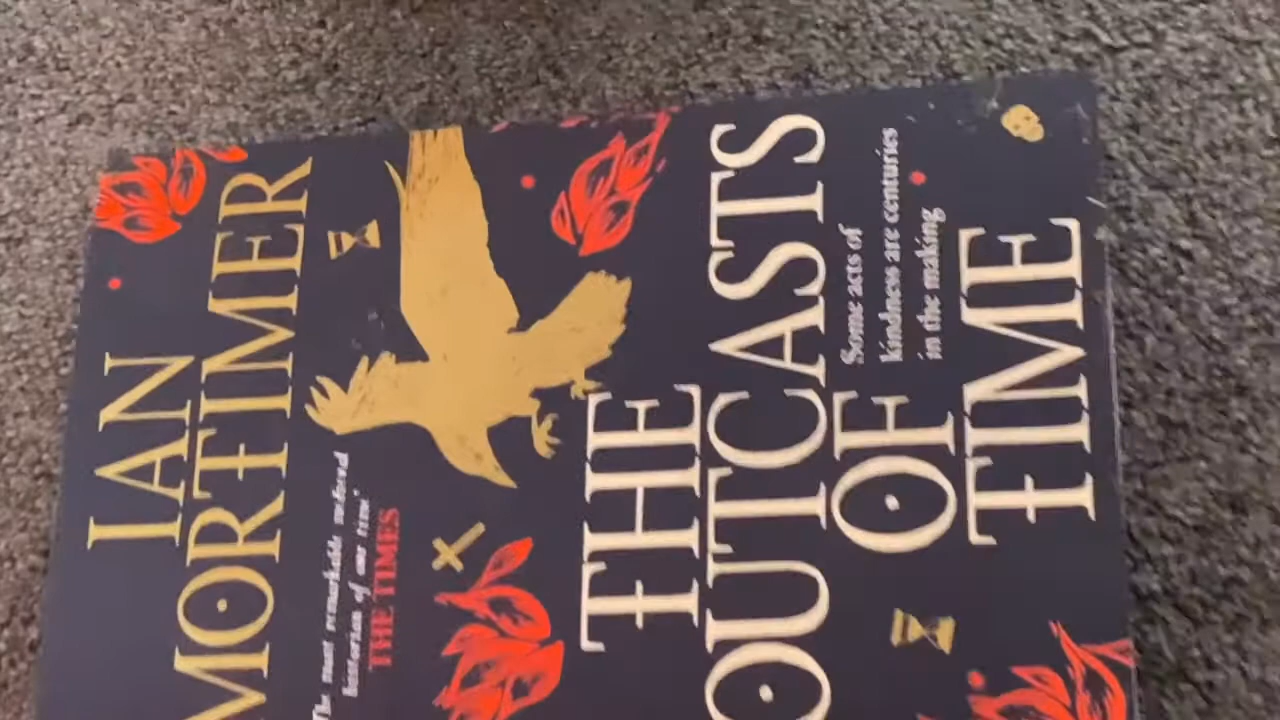 IAN
MORTIMER
'The most remarkable medieval
historian of our time'
THE TIMES
THE
OUTCASTS
OF
TIME
Some acts of
kindness are centuries
in the making